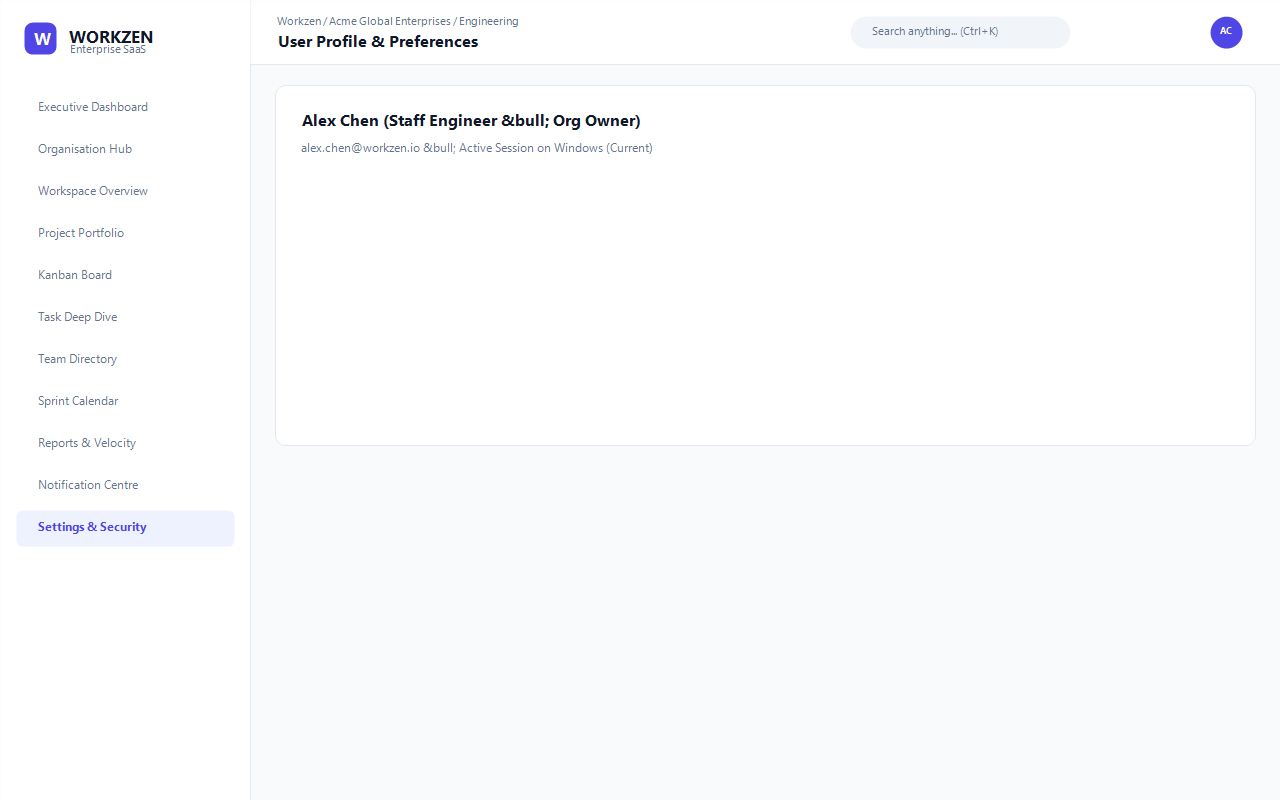 W
WORKZEN
Enterprise SaaS
Executive Dashboard
Organisation Hub
Workspace Overview
Project Portfolio
Kanban Board
Task Deep Dive
Team Directory
Sprint Calendar
Reports & Velocity
Notification Centre
Settings & Security
Workzen / Acme Global Enterprises / Engineering
User Profile & Preferences
Search anything... (Ctrl+K)
AC
Alex Chen (Staff Engineer &bull; Org Owner)
alex.chen@workzen.io &bull; Active Session on Windows (Current)